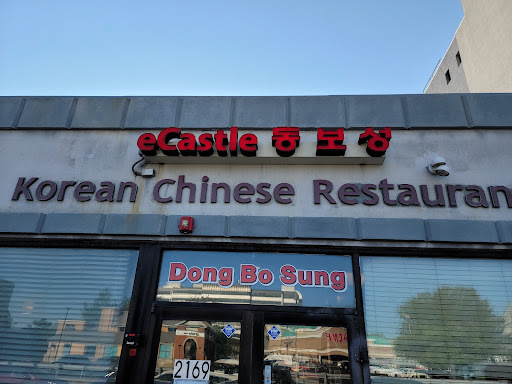 eCastle 동보성
Korean Chinese Restauran
Dong Bo Sung
2169